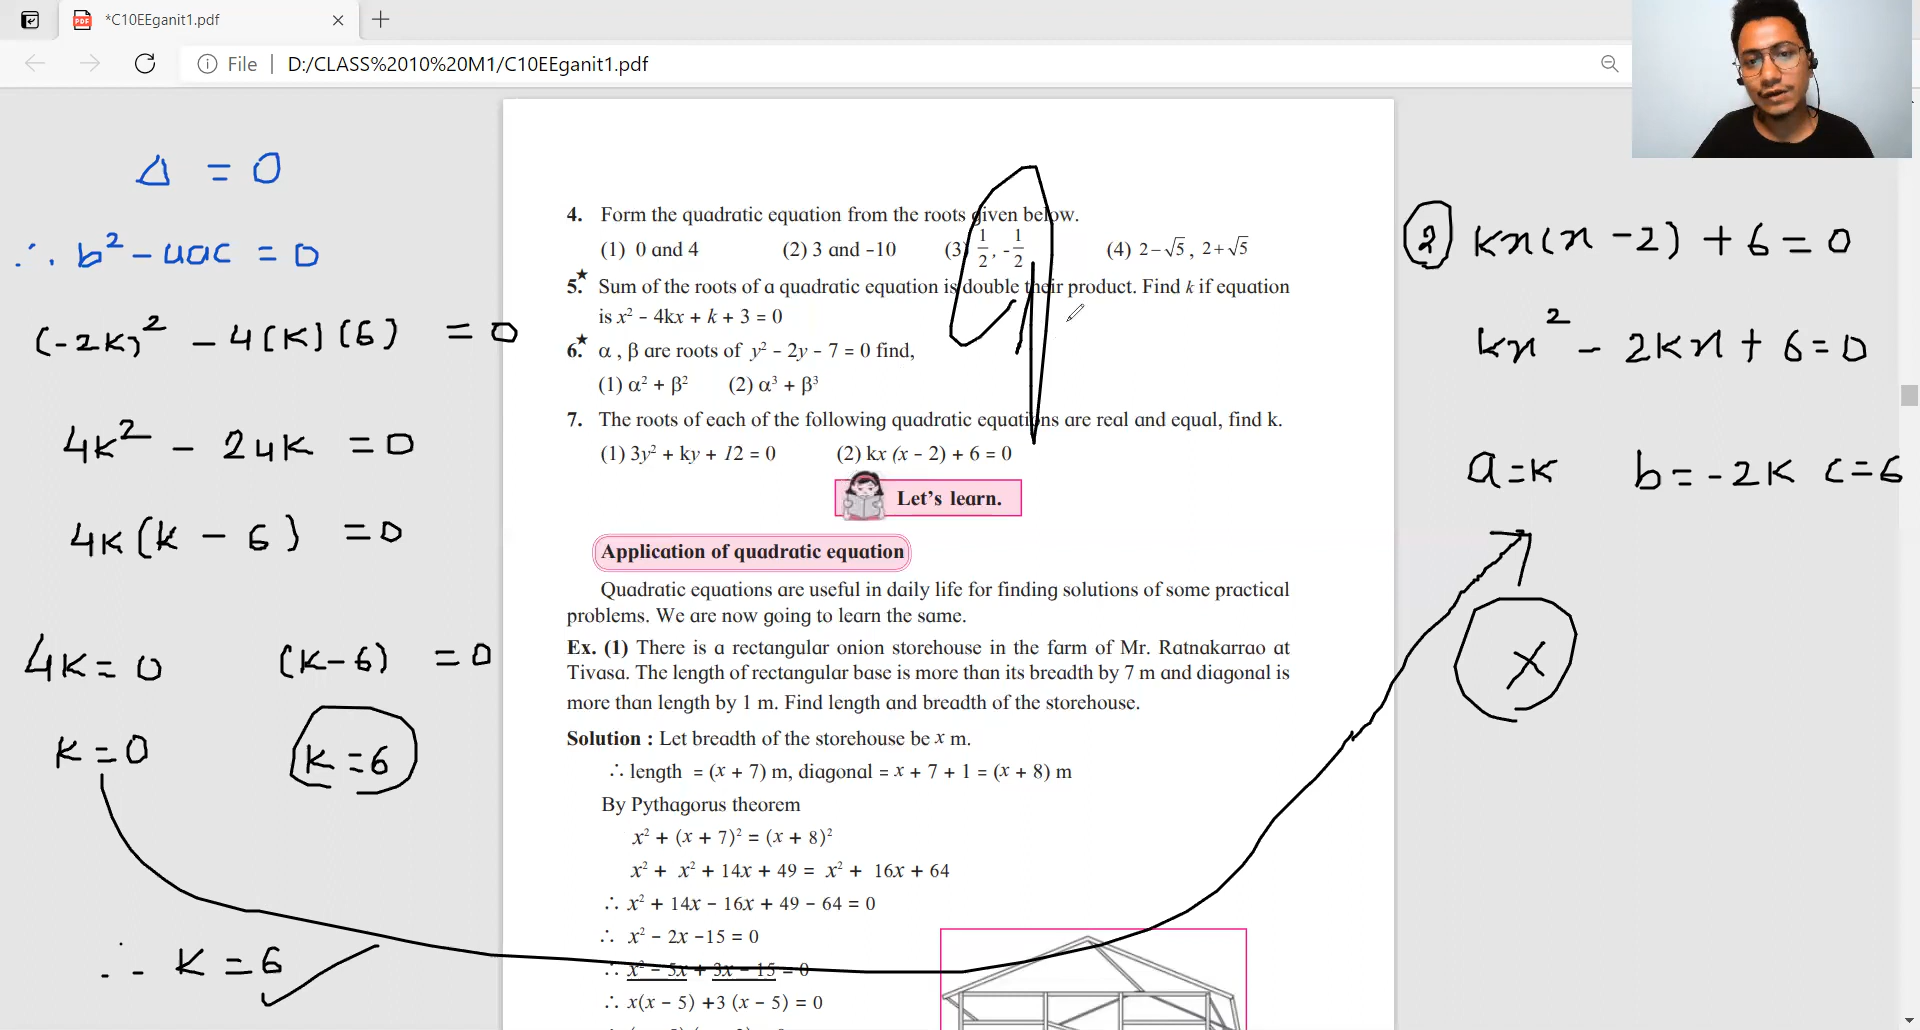 *C10EEganit1.pdf
File | D:/CLASS%2010%20M1/C10EEganit1.pdf
Δ = 0
∴ b² - 4ac = 0
(-2k)² - 4(k)(6) = 0
4k² - 24k = 0
4k(k - 6) = 0
4k = 0 (k-6) = 0
k = 0 k = 6
∴ k = 6
4. Form the quadratic equation from the roots given below.
(1) 0 and 4 (2) 3 and -10 (3) 1/2, -1/2 (4) 2-√5, 2+√5
5.★ Sum of the roots of a quadratic equation is double their product. Find k if equation
is x² - 4kx + k + 3 = 0
6.★ α, β are roots of y² - 2y - 7 = 0 find,
(1) α² + β² (2) α³ + β³
7. The roots of each of the following quadratic equations are real and equal, find k.
(1) 3y² + ky + 12 = 0 (2) kx (x - 2) + 6 = 0
Let's learn.
Application of quadratic equation
Quadratic equations are useful in daily life for finding solutions of some practical
problems. We are now going to learn the same.
Ex. (1) There is a rectangular onion storehouse in the farm of Mr. Ratnakarrao at
Tivasa. The length of rectangular base is more than its breadth by 7 m and diagonal is
more than length by 1 m. Find length and breadth of the storehouse.
Solution : Let breadth of the storehouse be x m.
∴ length = (x + 7) m, diagonal = x + 7 + 1 = (x + 8) m
By Pythagorus theorem
x² + (x + 7)² = (x + 8)²
x² + x² + 14x + 49 = x² + 16x + 64
∴ x² + 14x - 16x + 49 - 64 = 0
∴ x² - 2x -15 = 0
∴ x² - 5x + 3x - 15 = 0
∴ x(x - 5) +3 (x - 5) = 0
② kx(x - 2) + 6 = 0
kx² - 2kx + 6 = 0
a = k b = -2k c = 6
X